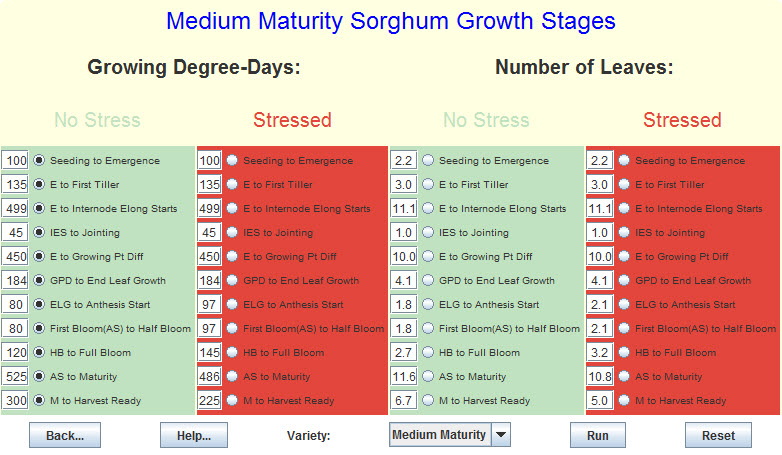 Medium Maturity Sorghum Growth Stages
Growing Degree-Days: Number of Leaves:
No Stress Stressed No Stress Stressed
100 Seeding to Emergence 100 Seeding to Emergence 2.2 Seeding to Emergence 2.2 Seeding to Emergence
135 E to First Tiller 135 E to First Tiller 3.0 E to First Tiller 3.0 E to First Tiller
499 E to Internode Elong Starts 499 E to Internode Elong Starts 11.1 E to Internode Elong Starts 11.1 E to Internode Elong Starts
45 IES to Jointing 45 IES to Jointing 1.0 IES to Jointing 1.0 IES to Jointing
450 E to Growing Pt Diff 450 E to Growing Pt Diff 10.0 E to Growing Pt Diff 10.0 E to Growing Pt Diff
184 GPD to End Leaf Growth 184 GPD to End Leaf Growth 4.1 GPD to End Leaf Growth 4.1 GPD to End Leaf Growth
80 ELG to Anthesis Start 97 ELG to Anthesis Start 1.8 ELG to Anthesis Start 2.1 ELG to Anthesis Start
80 First Bloom(AS) to Half Bloom 97 First Bloom(AS) to Half Bloom 1.8 First Bloom(AS) to Half Bloom 2.1 First Bloom(AS) to Half Bloom
120 HB to Full Bloom 145 HB to Full Bloom 2.7 HB to Full Bloom 3.2 HB to Full Bloom
525 AS to Maturity 486 AS to Maturity 11.6 AS to Maturity 10.8 AS to Maturity
300 M to Harvest Ready 225 M to Harvest Ready 6.7 M to Harvest Ready 5.0 M to Harvest Ready
Back... Help... Variety: Medium Maturity Run Reset